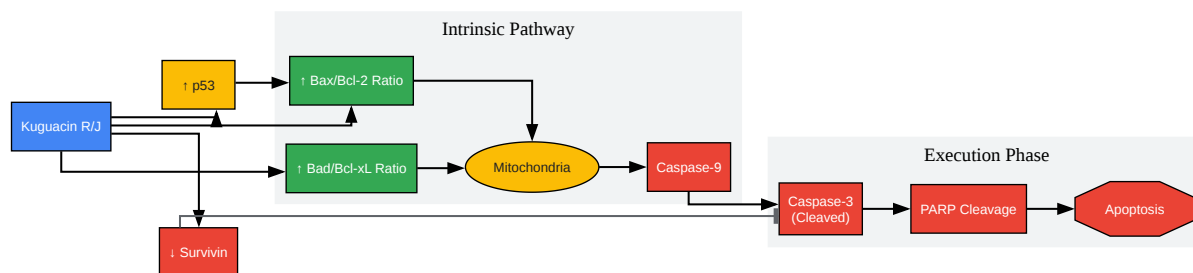 Intrinsic Pathway
↑ p53
↑ Bax/Bcl-2 Ratio
Kuguacin R/J
↑ Bad/Bcl-xL Ratio
Mitochondria
Caspase-9
Execution Phase
Caspase-3
(Cleaved)
PARP Cleavage
Apoptosis
↓ Survivin